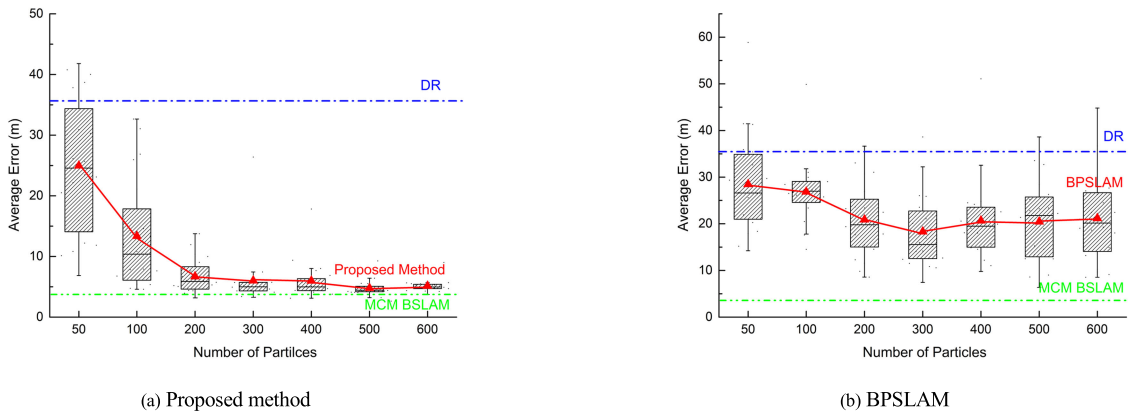 50
40
30
20
10
0
Average Error (m)
DR
Proposed Method
MCM BSLAM
50 100 200 300 400 500 600
Number of Partilces
(a) Proposed method
60
50
40
30
20
10
0
Average Error (m)
DR
BPSLAM
MCM BSLAM
50 100 200 300 400 500 600
Number of Particles
(b) BPSLAM